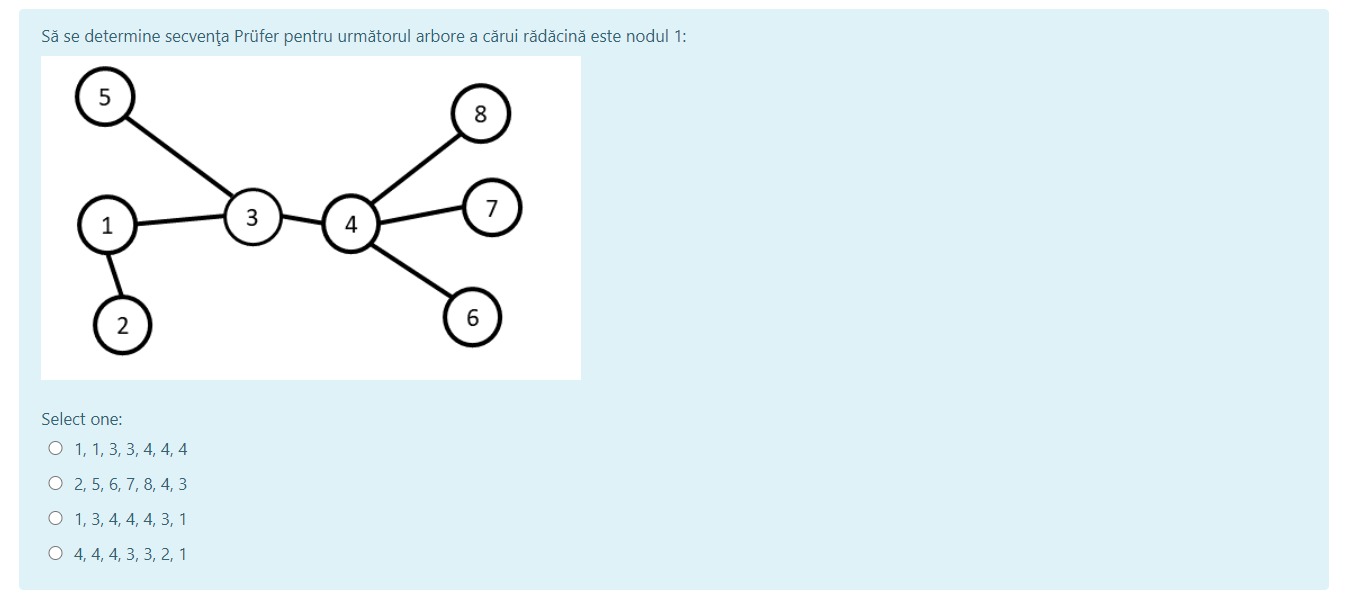 Să se determine secvenţa Prüfer pentru următorul arbore a cărui rădăcină este nodul 1:
5
8
7
3
4
1
2
6
Select one:
1, 1, 3, 3, 4, 4, 4
2, 5, 6, 7, 8, 4, 3
1, 3, 4, 4, 4, 3, 1
4, 4, 4, 3, 3, 2, 1